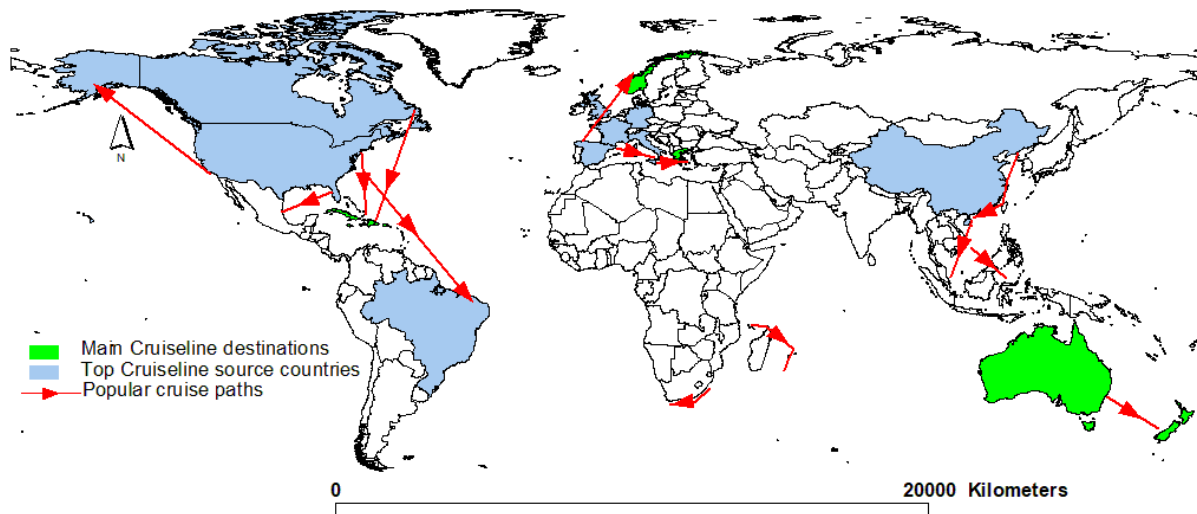 N
Main Cruiseline destinations
Top Cruiseline source countries
Popular cruise paths
0 20000 Kilometers